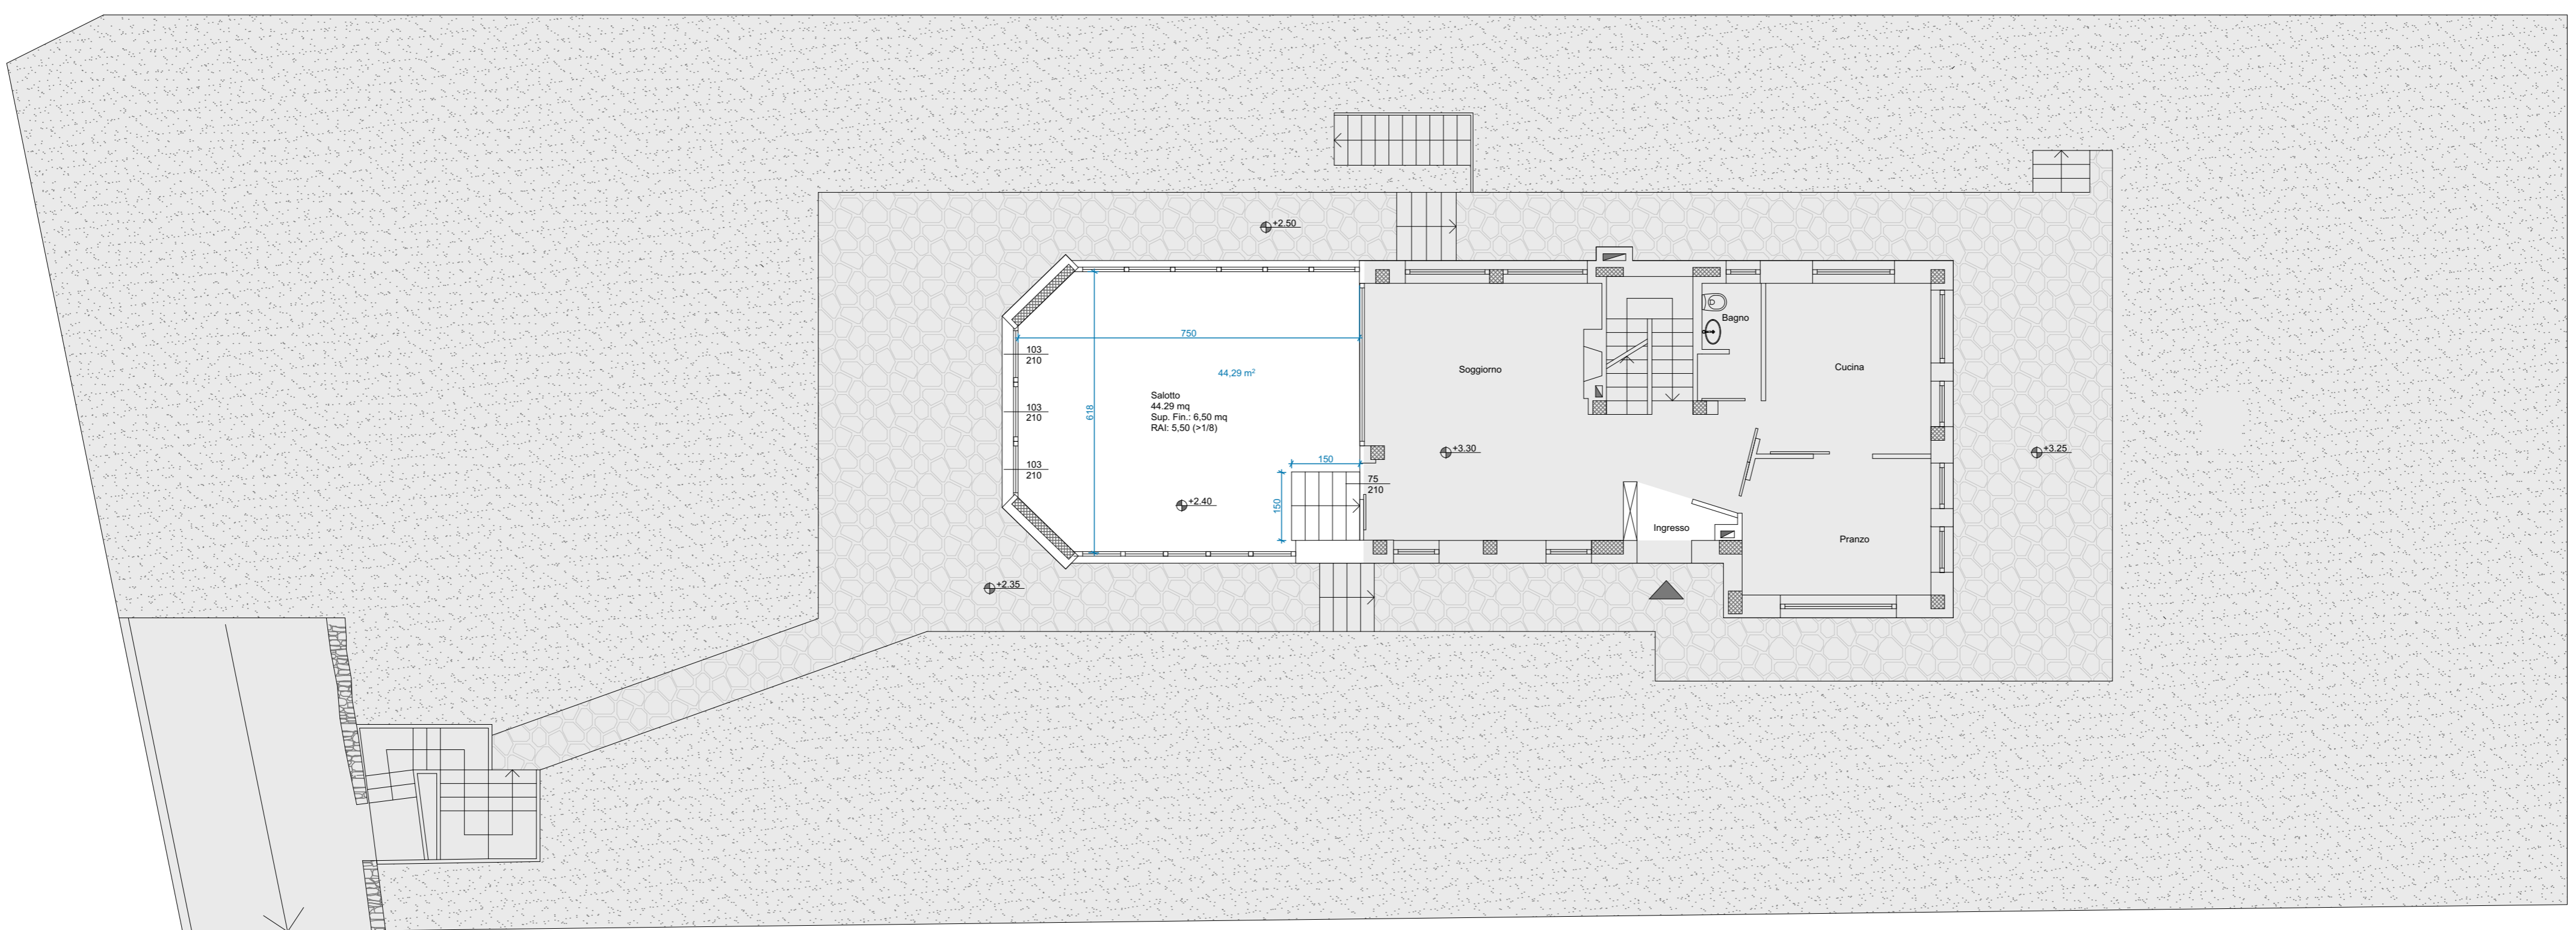 +2.50
Bagno
750
103
210
44,29 m²
Soggiorno
Cucina
Salotto
44.29 mq
Sup. Fin.: 6,50 mq
RAI: 5,50 (>1/8)
618
103
210
+3.30
+3.25
150
103
210
75
210
+2.40
150
Ingresso
Pranzo
+2.35